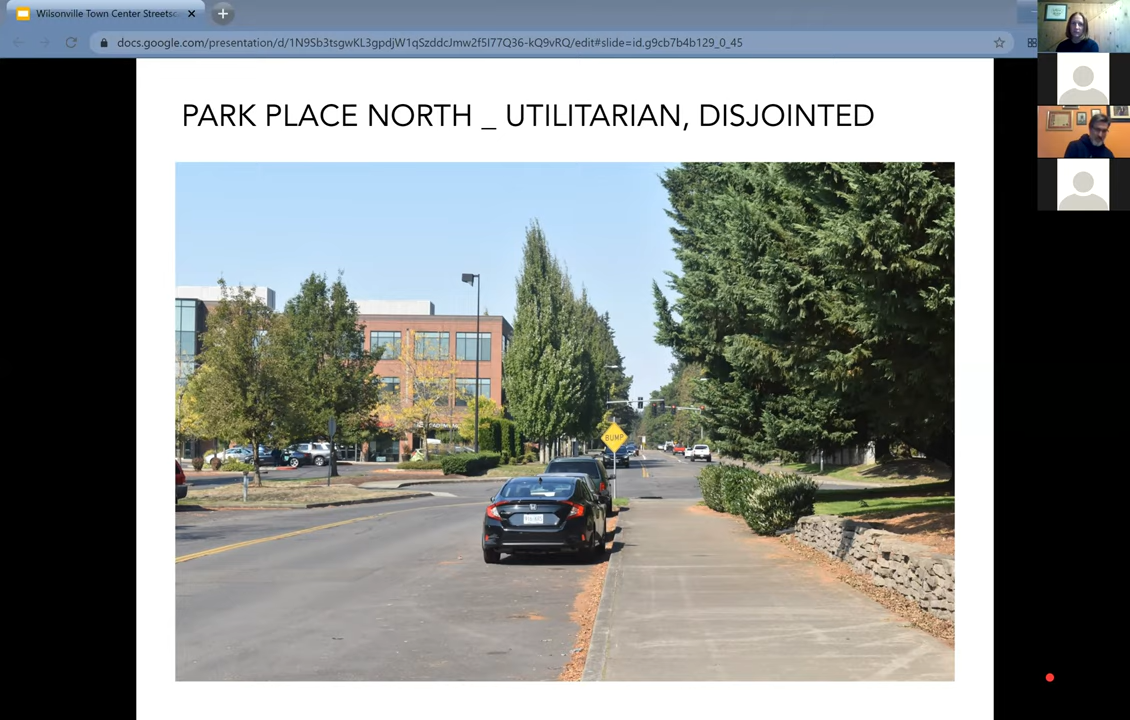 Wilsonville Town Center Streetsc
docs.google.com/presentation/d/1N9Sb3tsgwKL3gpdjW1qSzddcJmw2f5I77Q36-kQ9vRQ/edit#slide=id.g9cb7b4b129_0_45
PARK PLACE NORTH _ UTILITARIAN, DISJOINTED
BUMP